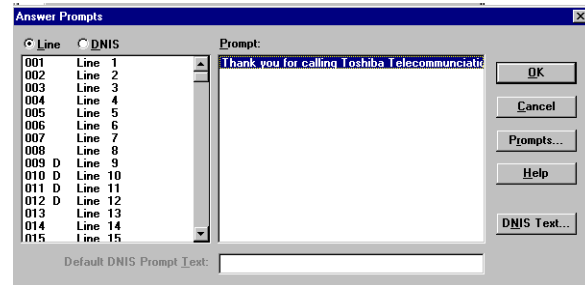 Answer Prompts
Line DNIS
001 Line 1
002 Line 2
003 Line 3
004 Line 4
005 Line 5
006 Line 6
007 Line 7
008 Line 8
009 D Line 9
010 D Line 10
011 D Line 11
012 D Line 12
013 Line 13
014 Line 14
015 Line 15
Prompt:
Thank you for calling Toshiba Telecommunciatio
OK
Cancel
Prompts...
Help
DNIS Text...
Default DNIS Prompt Text: